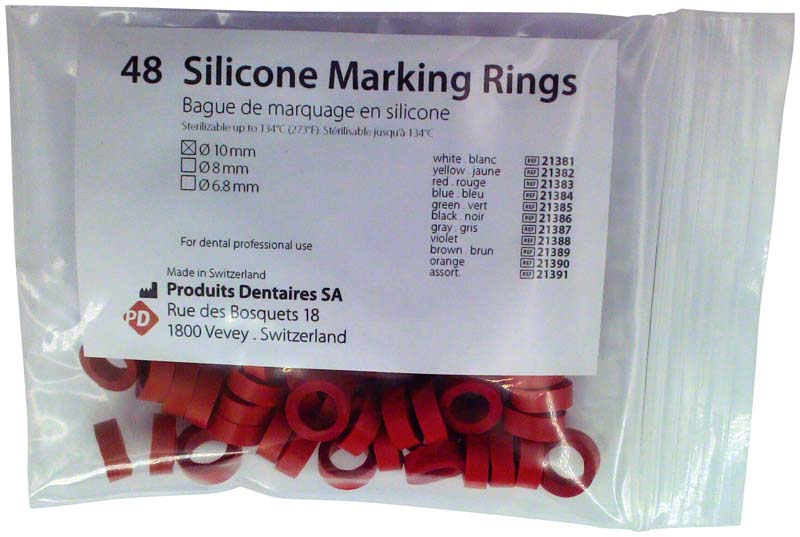 48 Silicone Marking Rings
Bague de marquage en silicone
Sterilizable up to 134°C (273°F). Stérilisable jusqu'à 134°C
☒ Ø 10 mm
☐ Ø 8 mm
☐ Ø 6.8 mm
white . blanc REF 21381
yellow . jaune REF 21382
red . rouge REF 21383
blue . bleu REF 21384
green . vert REF 21385
black . noir REF 21386
gray . gris REF 21387
violet REF 21388
brown . brun REF 21389
orange REF 21390
assort. REF 21391
For dental professional use
Made in Switzerland
Produits Dentaires SA
Rue des Bosquets 18
1800 Vevey . Switzerland
PD